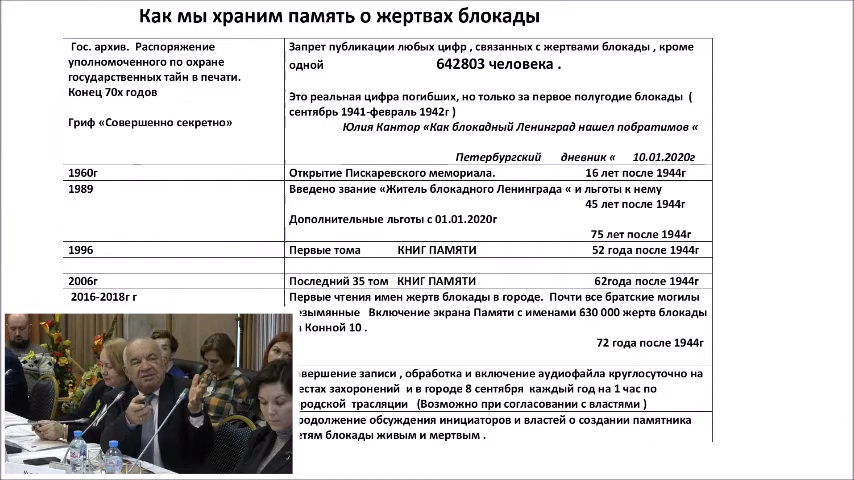 Как мы храним память о жертвах блокады
Гос. архив. Распоряжение
уполномоченного по охране
государственных тайн в печати.
Конец 70х годов
Гриф «Совершенно секретно»
Запрет публикации любых цифр , связанных с жертвами блокады , кроме
одной 642803 человека .
Это реальная цифра погибших, но только за первое полугодие блокады (
сентябрь 1941-февраль 1942г )
Юлия Кантор «Как блокадный Ленинград нашел побратимов «
Петербургский дневник « 10.01.2020г
1960г
Открытие Пискаревского мемориала. 16 лет после 1944г
1989
Введено звание «Житель блокадного Ленинграда « и льготы к нему
45 лет после 1944г
Дополнительные льготы с 01.01.2020г
75 лет после 1944г
1996
Первые тома КНИГ ПАМЯТИ 52 года после 1944г
2006г
Последний 35 том КНИГ ПАМЯТИ 62года после 1944г
2016-2018г г
Первые чтения имен жертв блокады в городе. Почти все братские могилы
езымянные Включение экрана Памяти с именами 630 000 жертв блокады
Конной 10 .
72 года после 1944г
авершение записи , обработка и включение аудиофайла круглосуточно на
естах захоронений и в городе 8 сентября каждый год на 1 час по
ородской трасляции (Возможно при согласовании с властями )
родолжение обсуждения инициаторов и властей о создании памятника
етям блокады живым и мертвым .